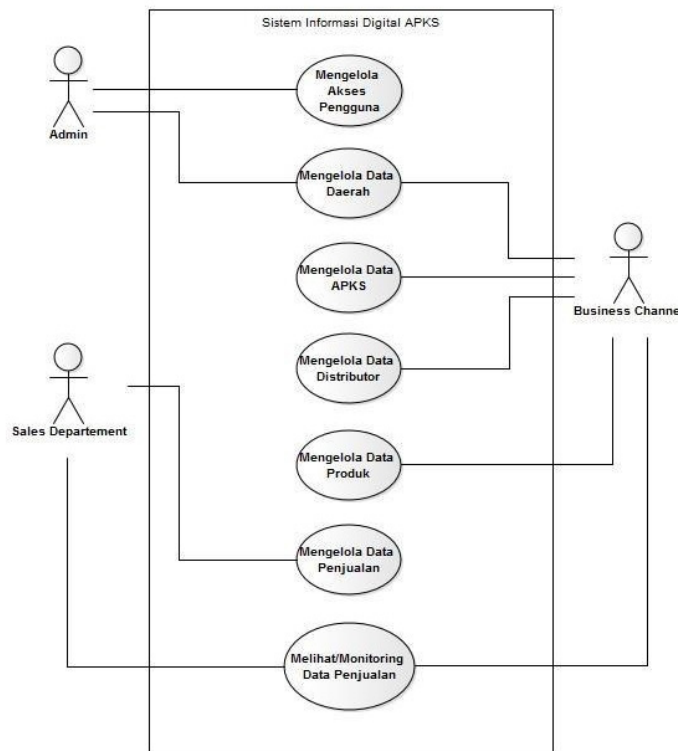 Sistem Informasi Digital APKS
Mengelola
Akses
Pengguna
Admin
Mengelola Data
Daerah
Mengelola Data
APKS
Business Channe
Mengelola Data
Distributor
Sales Departement
Mengelola Data
Produk
Mengelola Data
Penjualan
Melihat/Monitoring
Data Penjualan